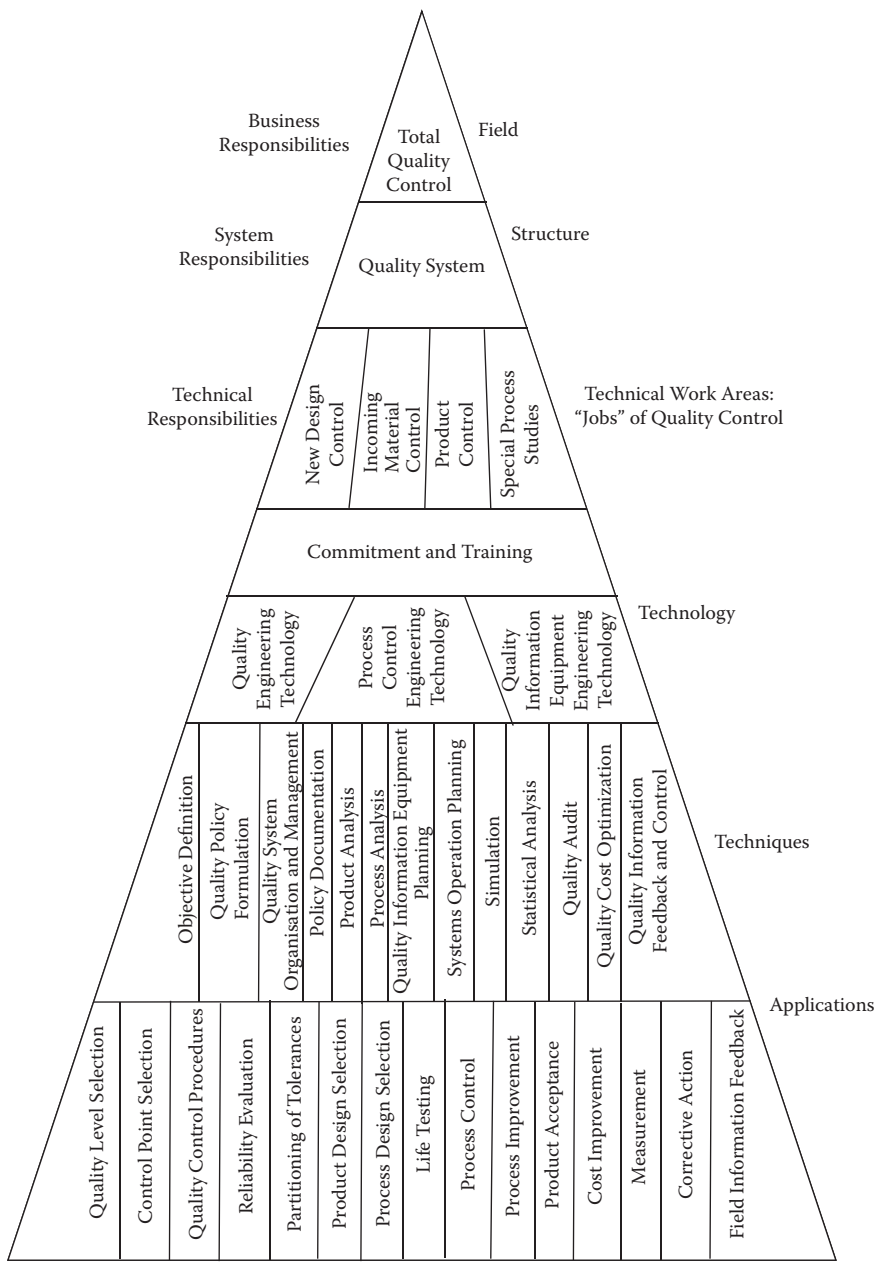 Business
Responsibilities
Total
Quality
Control
Field
System
Responsibilities
Quality System
Structure
Technical
Responsibilities
New Design
Control
Incoming
Material
Control
Product
Control
Special Process
Studies
Technical Work Areas:
“Jobs” of Quality Control
Commitment and Training
Quality
Engineering
Technology
Process
Control
Engineering
Technology
Quality
Information
Equipment
Engineering
Technology
Technology
Objective Definition
Quality Policy
Formulation
Quality System
Organisation and Management
Policy Documentation
Product Analysis
Process Analysis
Quality Information Equipment
Planning
Systems Operation Planning
Simulation
Statistical Analysis
Quality Audit
Quality Cost Optimization
Quality Information
Feedback and Control
Techniques
Quality Level Selection
Control Point Selection
Quality Control Procedures
Reliability Evaluation
Partitioning of Tolerances
Product Design Selection
Process Design Selection
Life Testing
Process Control
Process Improvement
Product Acceptance
Cost Improvement
Measurement
Corrective Action
Field Information Feedback
Applications